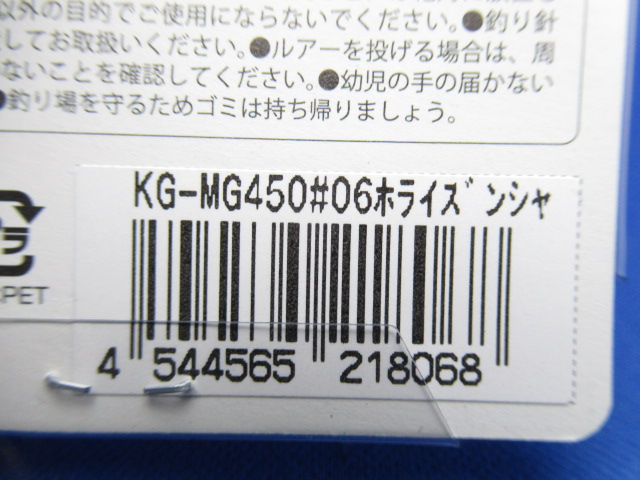 以外の目的でご使用にならないでください。●釣り針
してお取扱いください。●ルアーを投げる場合は、周
ないことを確認してください。●幼児の手の届かない
●釣り場を守るためゴミは持ち帰りましょう。
KG-MG450#06ホライズンシャ
プラ
PET
4 544565 218068